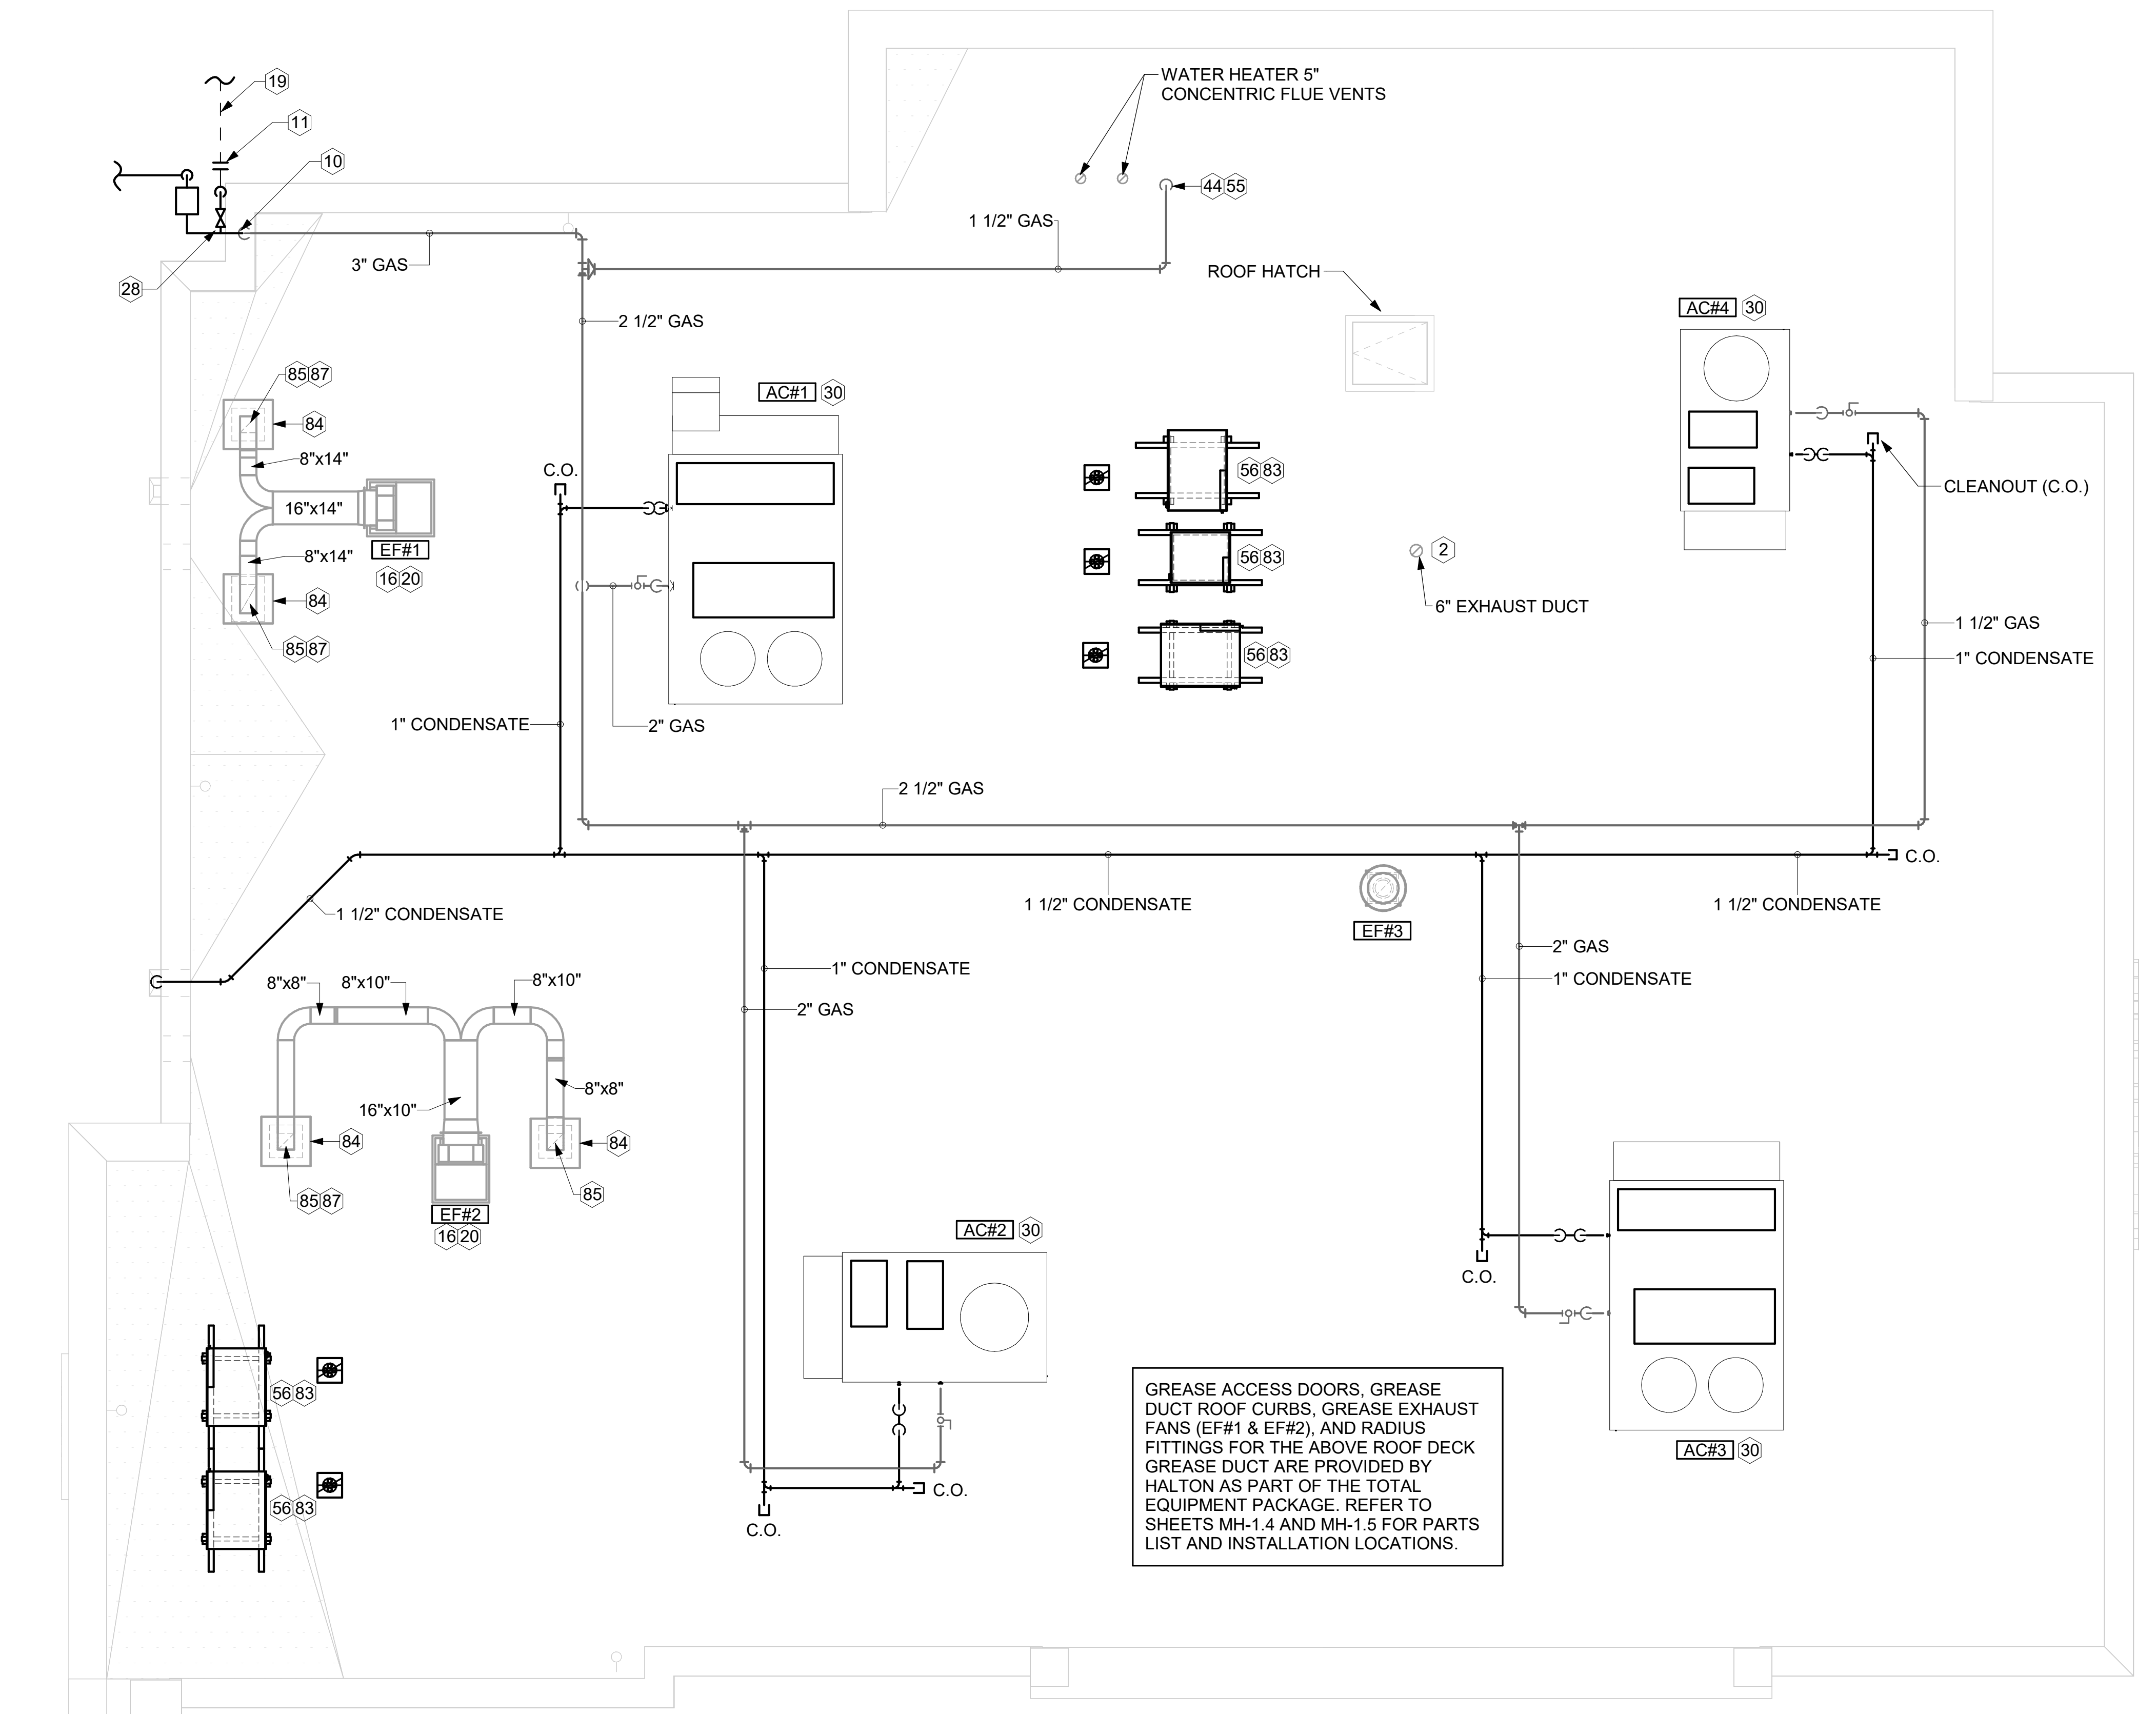 19
11
10
WATER HEATER 5"
CONCENTRIC FLUE VENTS
44 55
1 1/2" GAS
3" GAS
ROOF HATCH
28
2 1/2" GAS
AC#4 30
85 87
AC#1 30
84
8"x14"
C.O.
56 83
CLEANOUT (C.O.)
16"x14"
EF#1
8"x14"
56 83
2
16 20
84
6" EXHAUST DUCT
1 1/2" GAS
85 87
56 83
1" CONDENSATE
1" CONDENSATE
2" GAS
2 1/2" GAS
C.O.
1 1/2" CONDENSATE
1 1/2" CONDENSATE
1 1/2" CONDENSATE
EF#3
2" GAS
1" CONDENSATE
1" CONDENSATE
8"x8"
8"x10"
8"x10"
2" GAS
8"x8"
16"x10"
84
84
85 87
85
EF#2
16 20
AC#2 30
C.O.
56 83
GREASE ACCESS DOORS, GREASE
DUCT ROOF CURBS, GREASE EXHAUST
FANS (EF#1 & EF#2), AND RADIUS
FITTINGS FOR THE ABOVE ROOF DECK
GREASE DUCT ARE PROVIDED BY
HALTON AS PART OF THE TOTAL
EQUIPMENT PACKAGE. REFER TO
SHEETS MH-1.4 AND MH-1.5 FOR PARTS
LIST AND INSTALLATION LOCATIONS.
AC#3 30
C.O.
56 83
C.O.